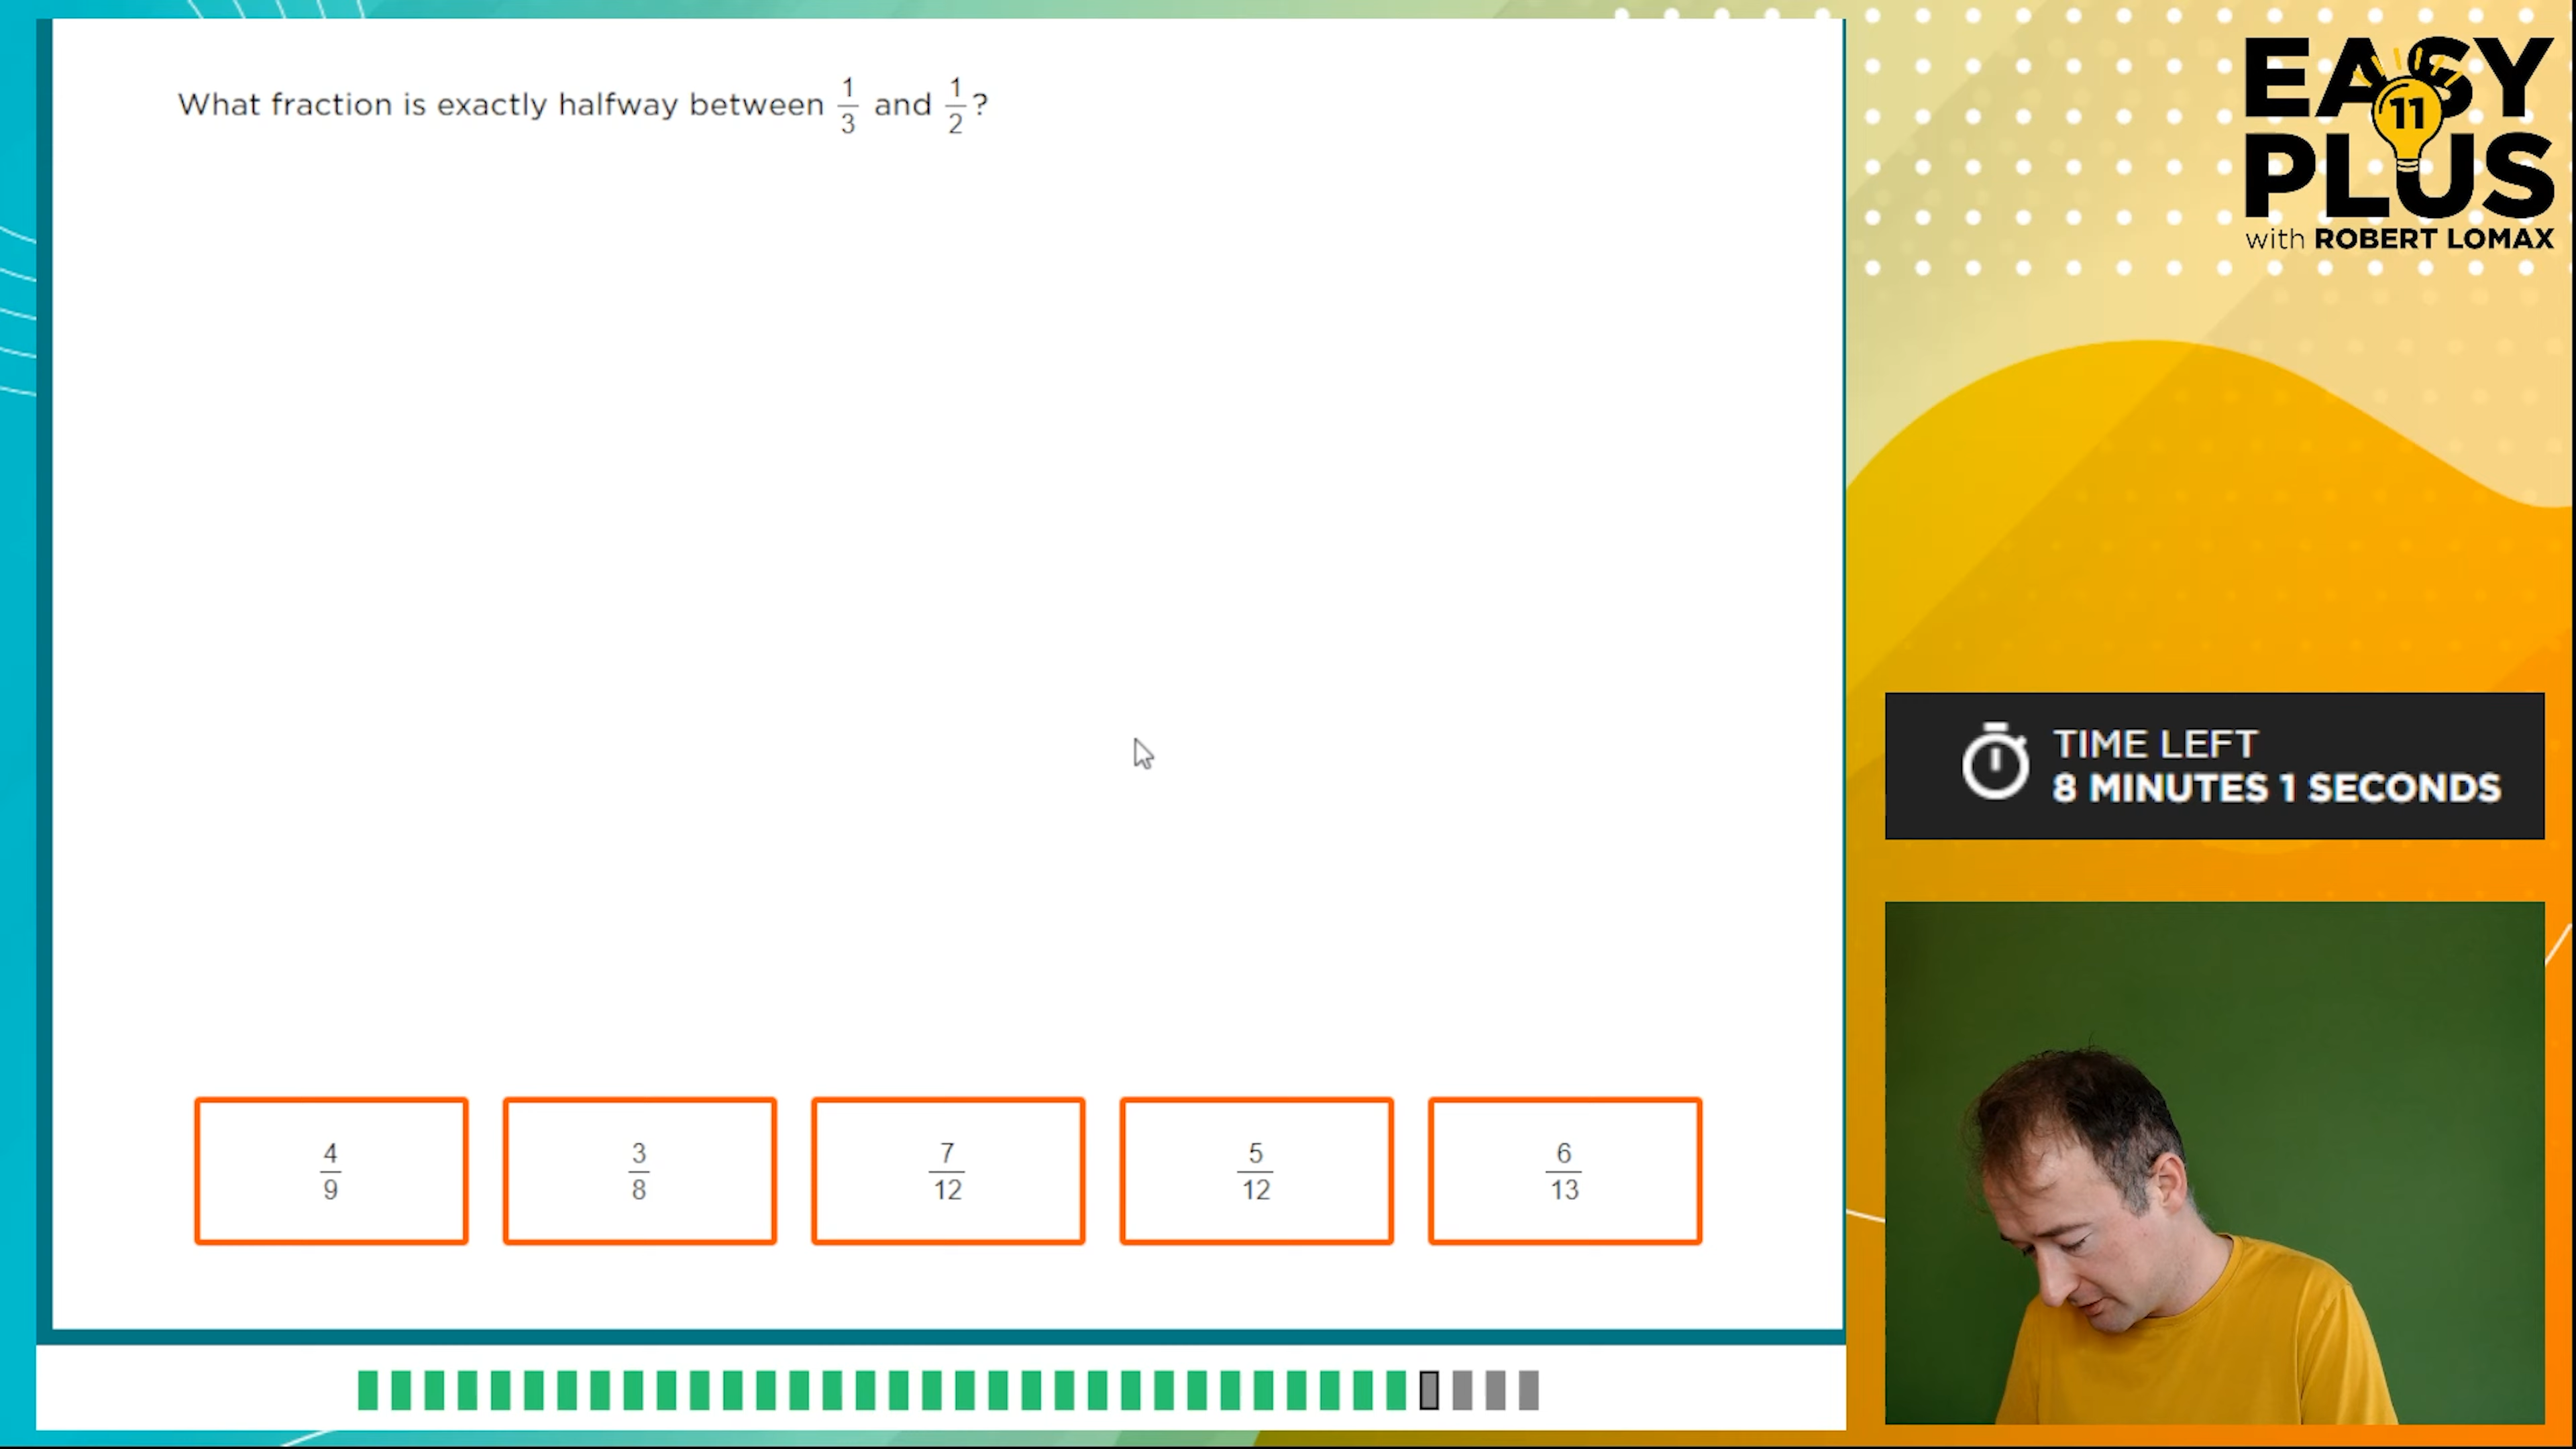 What fraction is exactly halfway between 1/3 and 1/2?
4/9
3/8
7/12
5/12
6/13
EASY
11
PLUS
with ROBERT LOMAX
TIME LEFT
8 MINUTES 1 SECONDS